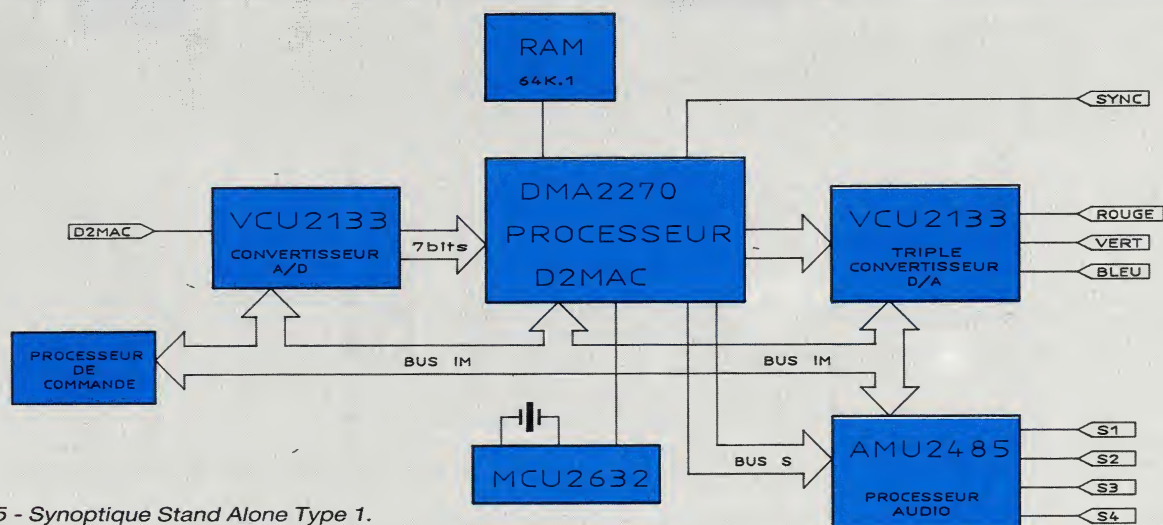 RAM
64K.1
SYNC
DMA2270
PROCESSEUR
D2MAC
VCU2133
CONVERTISSEUR
A/D
D2MAC
7bits
VCU2133
TRIPLE
CONVERTISSEUR
D/A
ROUGE
VERT
BLEU
PROCESSEUR
DE
COMMANDE
BUS IM
BUS IM
MCU2632
BUS S
AMU2485
PROCESSEUR
AUDIO
S1
S2
S3
S4
5 - Synoptique Stand Alone Type 1.